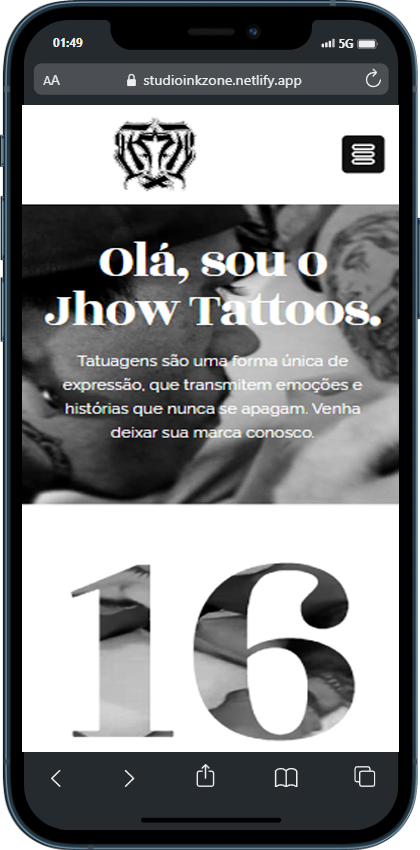 01:49
5G
AA
studioinkzone.netlify.app
Olá, sou o
Jhow Tattoos.
Tatuagens são uma forma única de
expressão, que transmitem emoções e
histórias que nunca se apagam. Venha
deixar sua marca conosco.
16